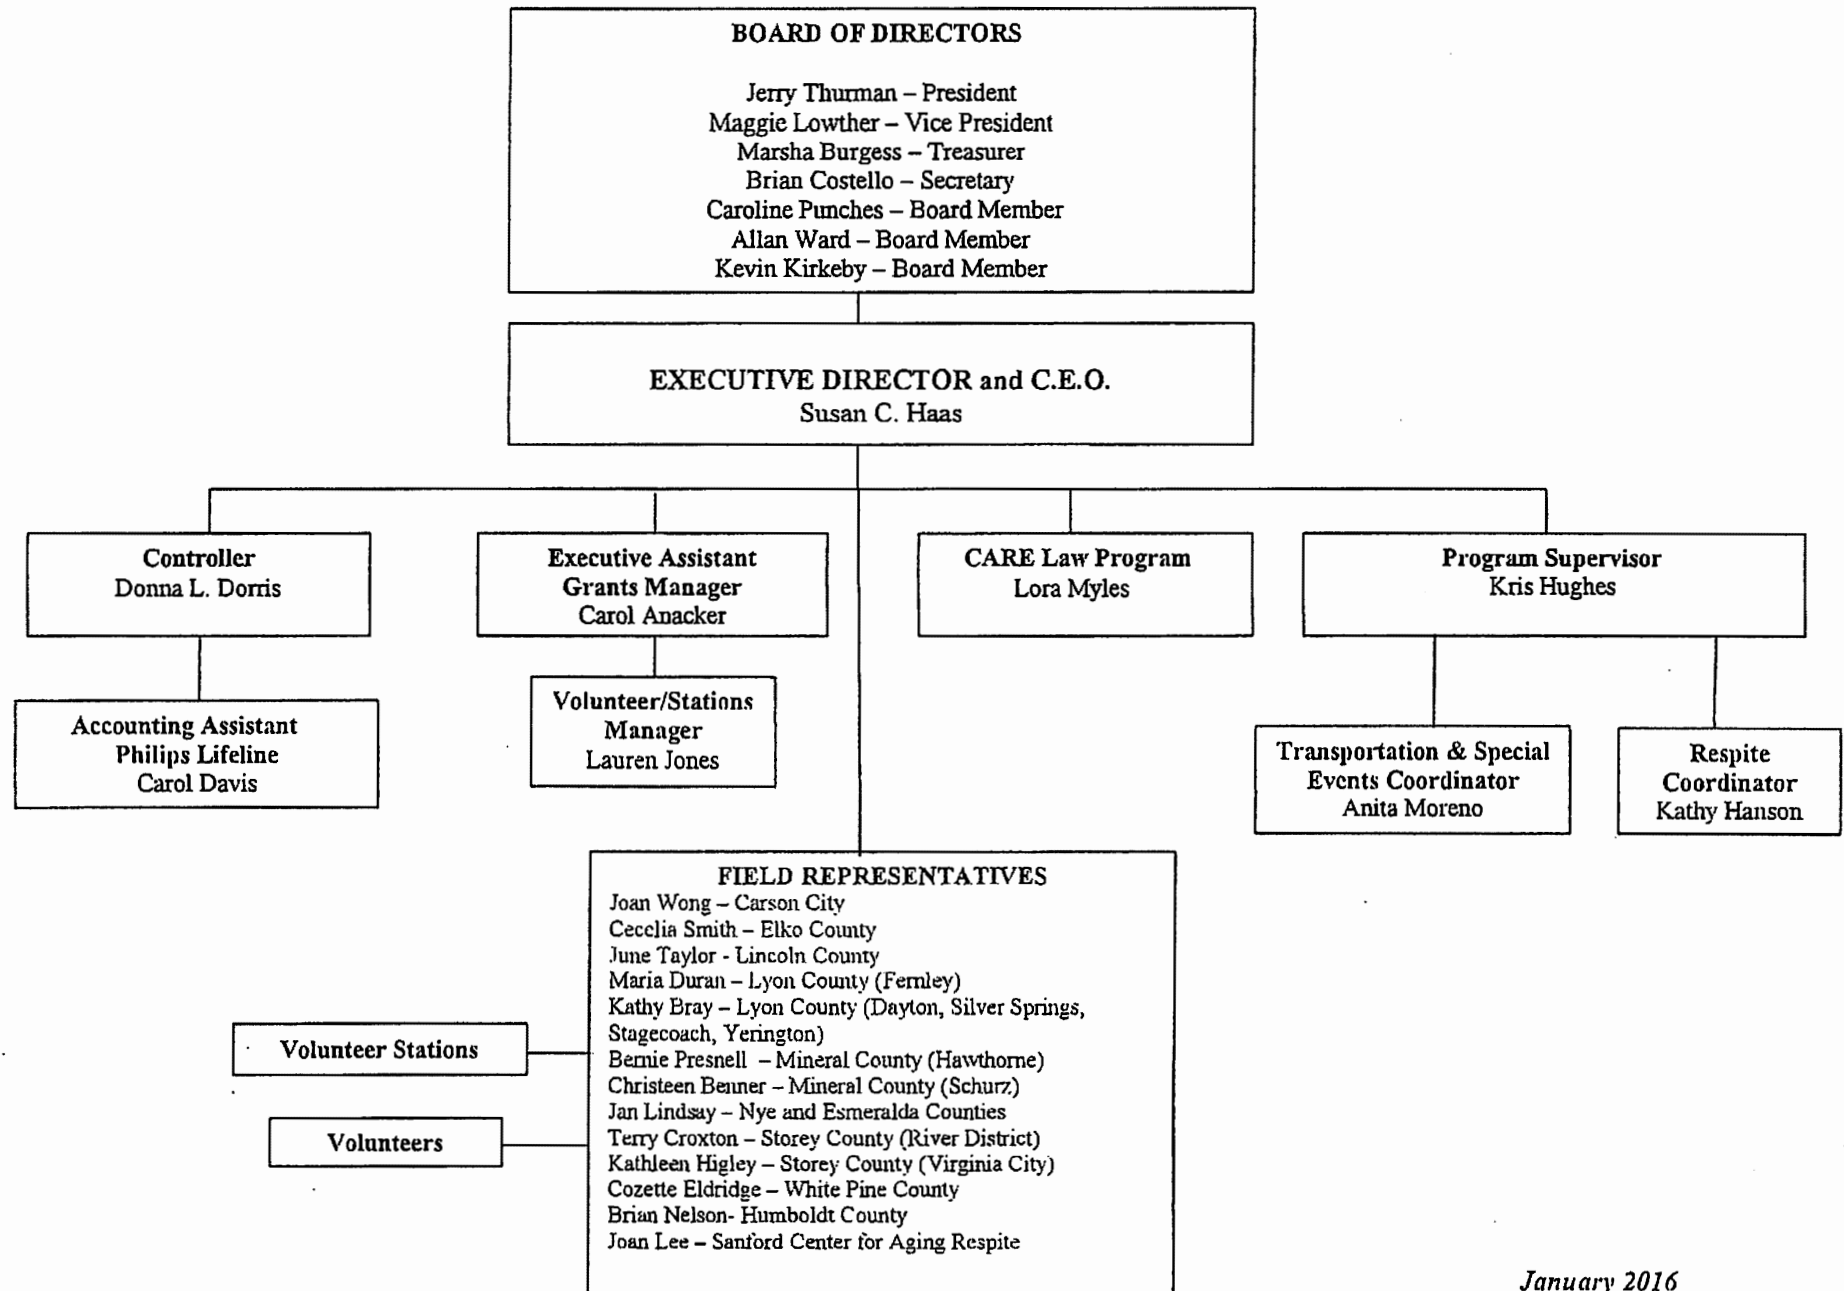 BOARD OF DIRECTORS
Jerry Thurman – President
Maggie Lowther – Vice President
Marsha Burgess – Treasurer
Brian Costello – Secretary
Caroline Punches – Board Member
Allan Ward – Board Member
Kevin Kirkeby – Board Member
EXECUTIVE DIRECTOR and C.E.O.
Susan C. Haas
Controller
Donna L. Dorris
Executive Assistant
Grants Manager
Carol Anacker
CARE Law Program
Lora Myles
Program Supervisor
Kris Hughes
Accounting Assistant
Philips Lifeline
Carol Davis
Volunteer/Stations
Manager
Lauren Jones
Transportation & Special
Events Coordinator
Anita Moreno
Respite
Coordinator
Kathy Hanson
FIELD REPRESENTATIVES
Joan Wong – Carson City
Cecelia Smith – Elko County
June Taylor - Lincoln County
Maria Duran – Lyon County (Fernley)
Kathy Bray – Lyon County (Dayton, Silver Springs,
Stagecoach, Yerington)
Bernie Presnell – Mineral County (Hawthorne)
Christeen Benner – Mineral County (Schurz)
Jan Lindsay – Nye and Esmeralda Counties
Terry Croxton – Storey County (River District)
Kathleen Higley – Storey County (Virginia City)
Cozette Eldridge – White Pine County
Brian Nelson- Humboldt County
Joan Lee – Sanford Center for Aging Respite
Volunteer Stations
Volunteers
January 2016